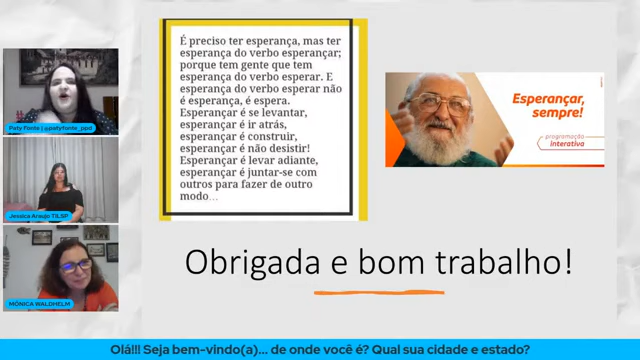 Paty Fonte | @patyfonte_ppd
Jessica Araujo TILSP
MÔNICA WALDHELM
É preciso ter esperança, mas ter
esperança do verbo esperançar;
porque tem gente que tem
esperança do verbo esperar. E
esperança do verbo esperar não
é esperança, é espera.
Esperançar é se levantar,
esperançar é ir atrás,
esperançar é construir,
esperançar é não desistir!
Esperançar é levar adiante,
esperançar é juntar-se com
outros para fazer de outro
modo...
Esperançar,
sempre!
programação
interativa
Obrigada e bom trabalho!
Olá!!! Seja bem-vindo(a)... de onde você é? Qual sua cidade e estado?